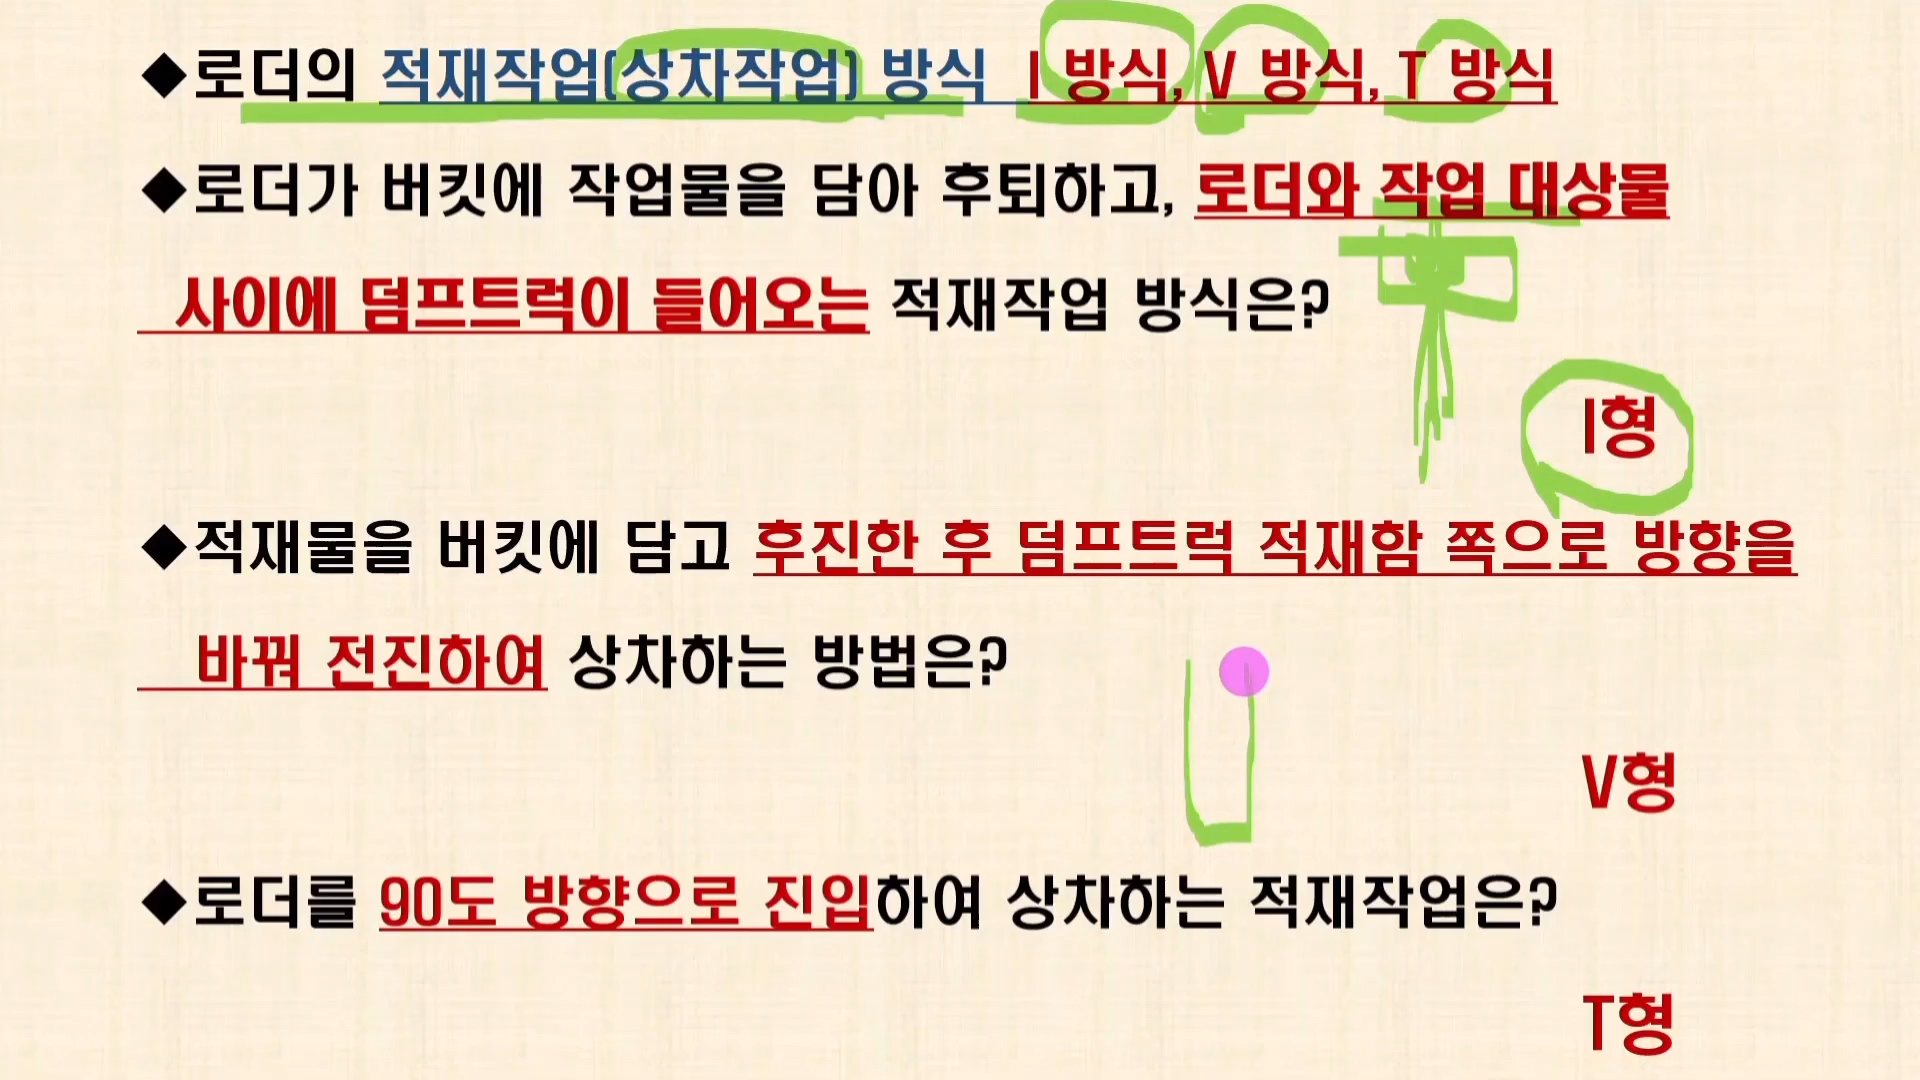 ◆로더의 적재작업(상차작업) 방식 I 방식, V 방식, T 방식
◆로더가 버킷에 작업물을 담아 후퇴하고, 로더와 작업 대상물
사이에 덤프트럭이 들어오는 적재작업 방식은?
I형
◆적재물을 버킷에 담고 후진한 후 덤프트럭 적재함 쪽으로 방향을
바꿔 전진하여 상차하는 방법은?
V형
◆로더를 90도 방향으로 진입하여 상차하는 적재작업은?
T형